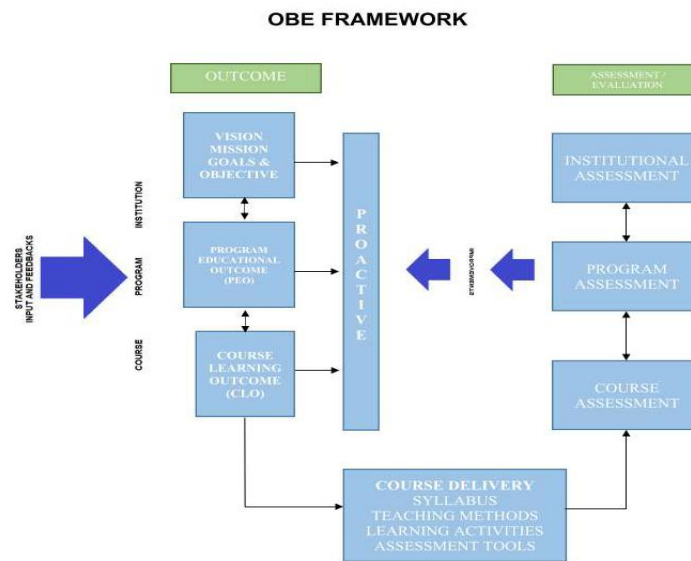 OBE FRAMEWORK
OUTCOME
ASSESSMENT /
EVALUATION
VISION
MISSION
GOALS &
OBJECTIVE
INSTITUTION
PROGRAM
EDUCATIONAL
OUTCOME
(PEO)
PROGRAM
STAKEHOLDERS
INPUT AND FEEDBACKS
COURSE
LEARNING
OUTCOME
(CLO)
COURSE
PROACTIVE
IMPROVEMENTS
INSTITUTIONAL
ASSESSMENT
PROGRAM
ASSESSMENT
COURSE
ASSESSMENT
COURSE DELIVERY
SYLLABUS
TEACHING METHODS
LEARNING ACTIVITIES
ASSESSMENT TOOLS